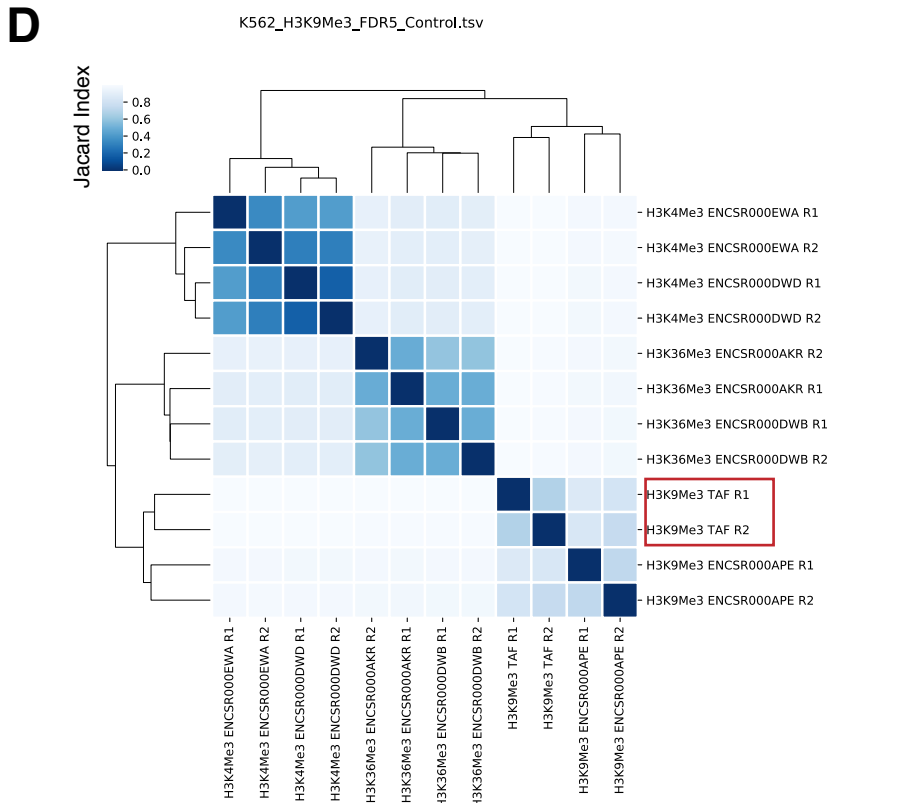 D
K562_H3K9Me3_FDR5_Control.tsv
Jacard Index
0.8
0.6
0.4
0.2
0.0
H3K4Me3 ENCSR000EWA R1
H3K4Me3 ENCSR000EWA R2
H3K4Me3 ENCSR000DWD R1
H3K4Me3 ENCSR000DWD R2
H3K36Me3 ENCSR000AKR R2
H3K36Me3 ENCSR000AKR R1
H3K36Me3 ENCSR000DWB R1
H3K36Me3 ENCSR000DWB R2
H3K9Me3 TAF R1
H3K9Me3 TAF R2
H3K9Me3 ENCSR000APE R1
H3K9Me3 ENCSR000APE R2
H3K4Me3 ENCSR000EWA R1
H3K4Me3 ENCSR000EWA R2
H3K4Me3 ENCSR000DWD R1
H3K4Me3 ENCSR000DWD R2
H3K36Me3 ENCSR000AKR R2
H3K36Me3 ENCSR000AKR R1
H3K36Me3 ENCSR000DWB R1
H3K36Me3 ENCSR000DWB R2
H3K9Me3 TAF R1
H3K9Me3 TAF R2
H3K9Me3 ENCSR000APE R1
H3K9Me3 ENCSR000APE R2